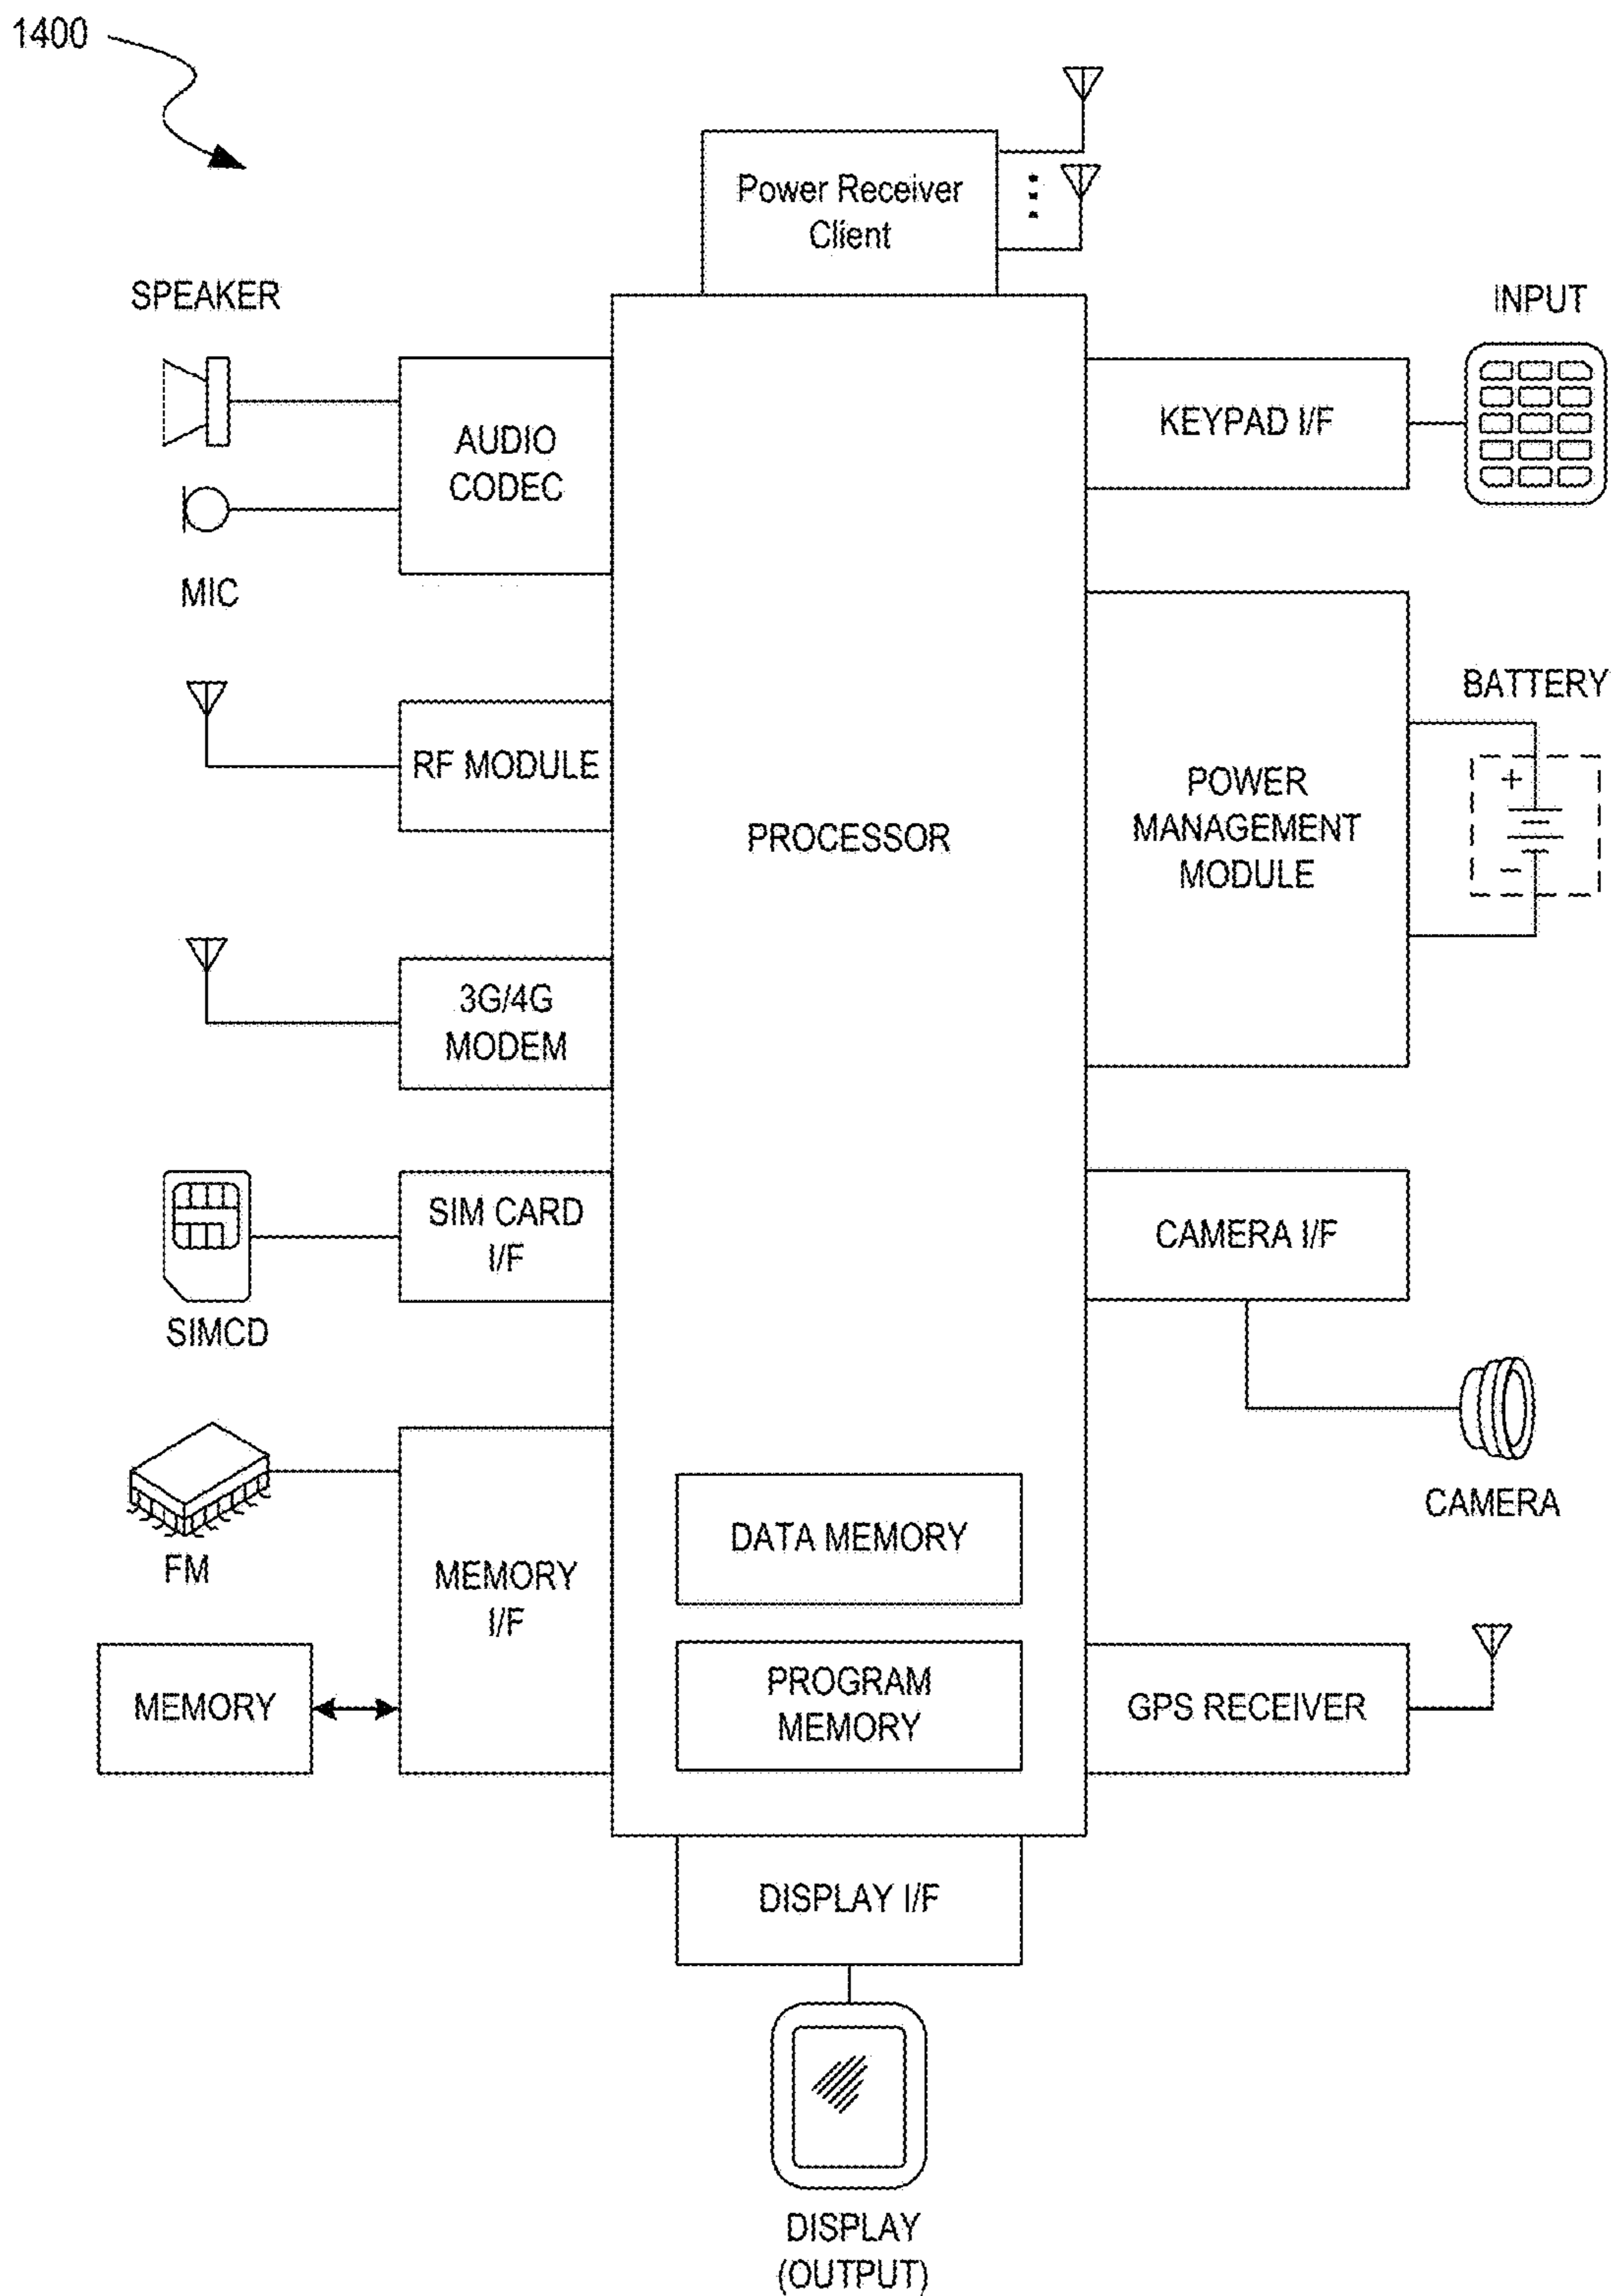 1400
Power Receiver
Client
SPEAKER
INPUT
AUDIO
CODEC
KEYPAD I/F
MIC
BATTERY
RF MODULE
PROCESSOR
POWER
MANAGEMENT
MODULE
+
-
3G/4G
MODEM
SIM CARD
I/F
CAMERA I/F
SIMCD
CAMERA
DATA MEMORY
FM
MEMORY
I/F
MEMORY
PROGRAM
MEMORY
GPS RECEIVER
DISPLAY I/F
DISPLAY
(OUTPUT)